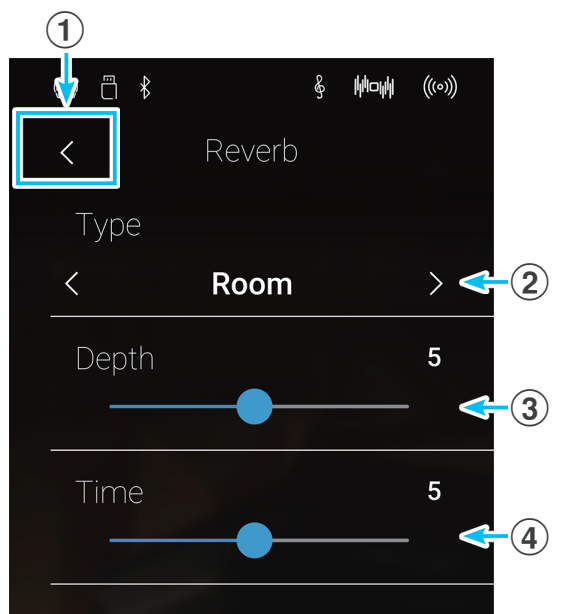 ①
Reverb
Type
< Room > ②
Depth 5
③
Time 5
④